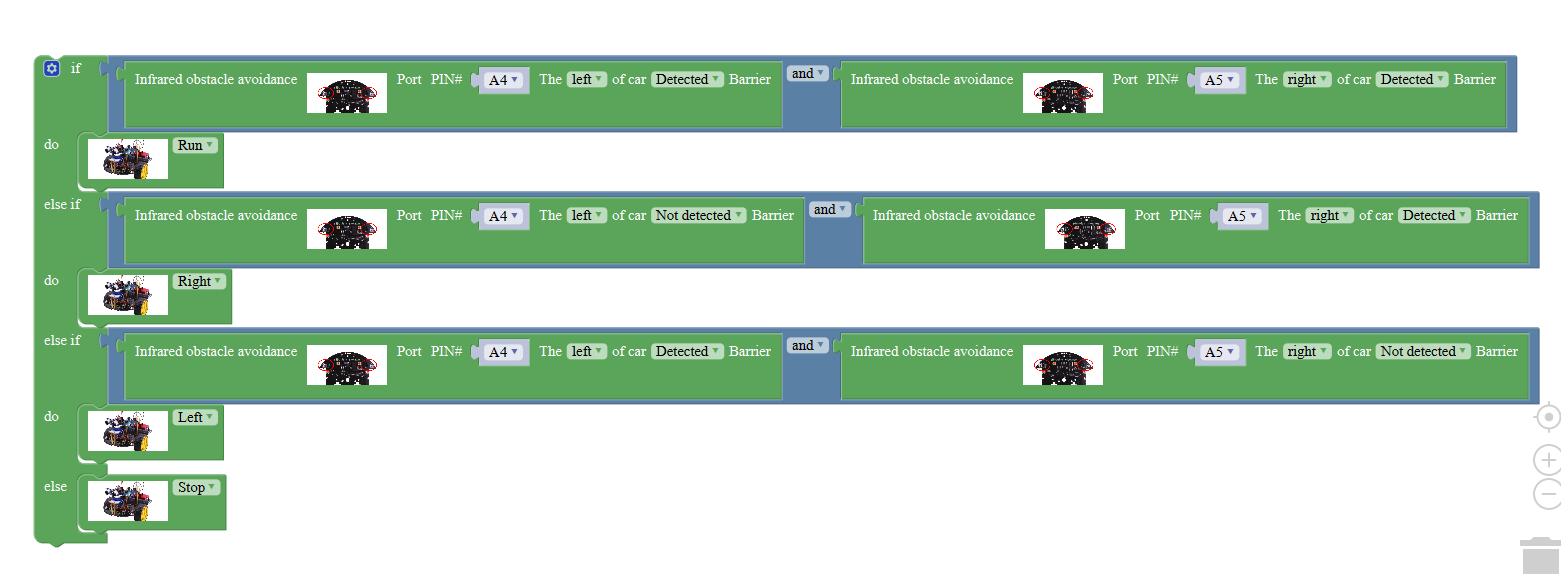 if Infrared obstacle avoidance Port PIN# A4 The left of car Detected Barrier and Infrared obstacle avoidance Port PIN# A5 The right of car Detected Barrier
do Run
else if Infrared obstacle avoidance Port PIN# A4 The left of car Not detected Barrier and Infrared obstacle avoidance Port PIN# A5 The right of car Detected Barrier
do Right
else if Infrared obstacle avoidance Port PIN# A4 The left of car Detected Barrier and Infrared obstacle avoidance Port PIN# A5 The right of car Not detected Barrier
do Left
else Stop